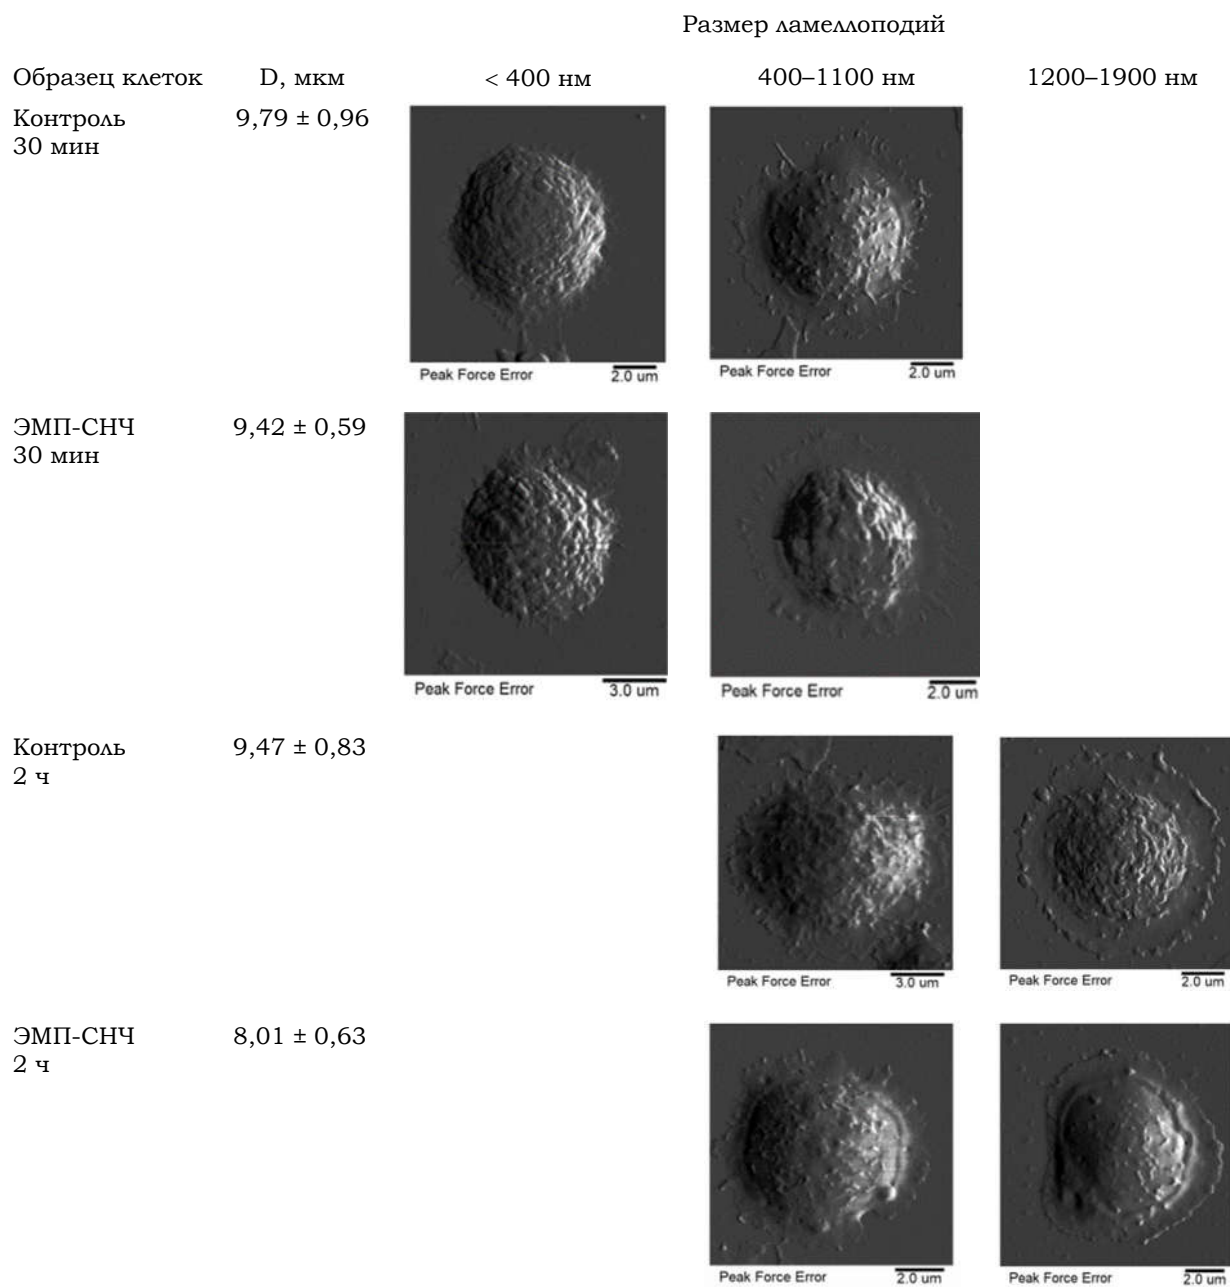 Размер ламеллоподий
Образец клеток D, мкм < 400 нм 400–1100 нм 1200–1900 нм
Контроль 9,79 ± 0,96
30 мин
Peak Force Error 2.0 um Peak Force Error 2.0 um
ЭМП-СНЧ 9,42 ± 0,59
30 мин
Peak Force Error 3.0 um Peak Force Error 2.0 um
Контроль 9,47 ± 0,83
2 ч
Peak Force Error 3.0 um Peak Force Error 2.0 um
ЭМП-СНЧ 8,01 ± 0,63
2 ч
Peak Force Error 2.0 um Peak Force Error 2.0 um